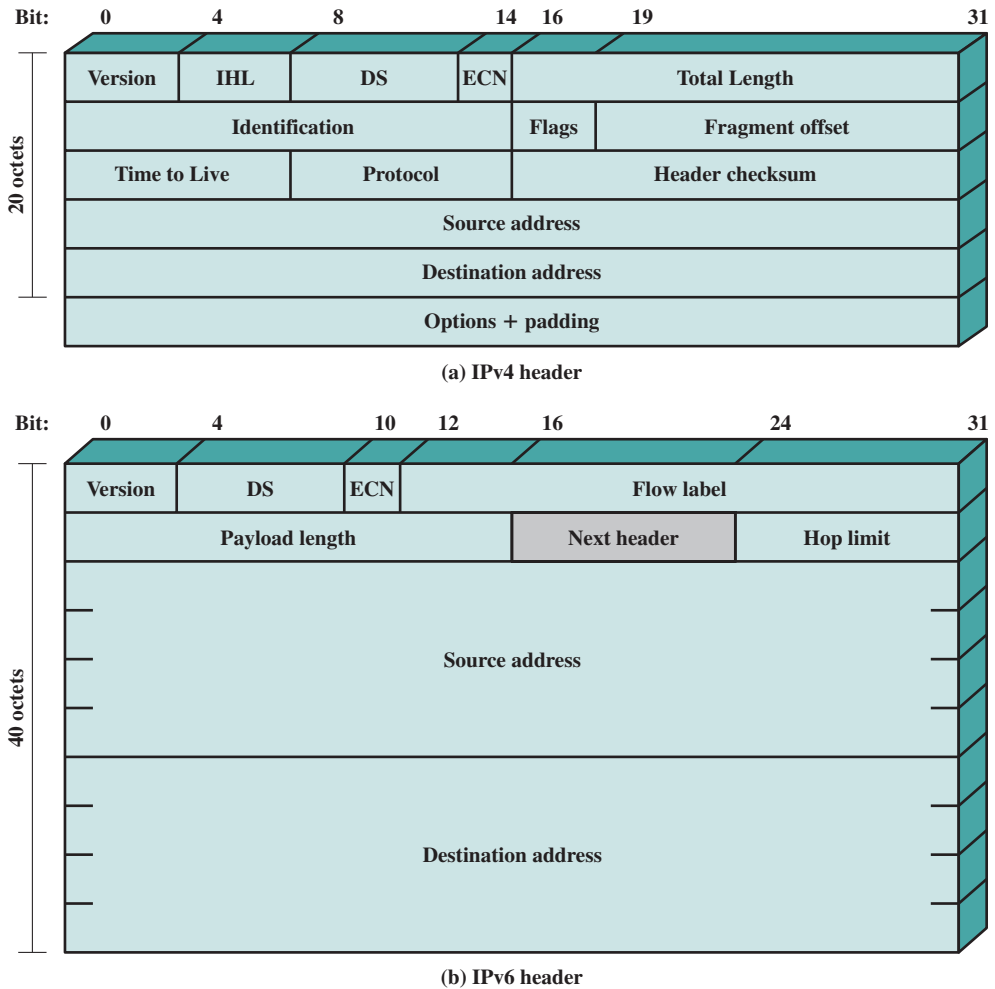 Bit: 0 4 8 14 16 19 31
Version IHL DS ECN Total Length
Identification Flags Fragment offset
Time to Live Protocol Header checksum
Source address
Destination address
Options + padding
20 octets
(a) IPv4 header
Bit: 0 4 10 12 16 24 31
Version DS ECN Flow label
Payload length Next header Hop limit
Source address
Destination address
40 octets
(b) IPv6 header